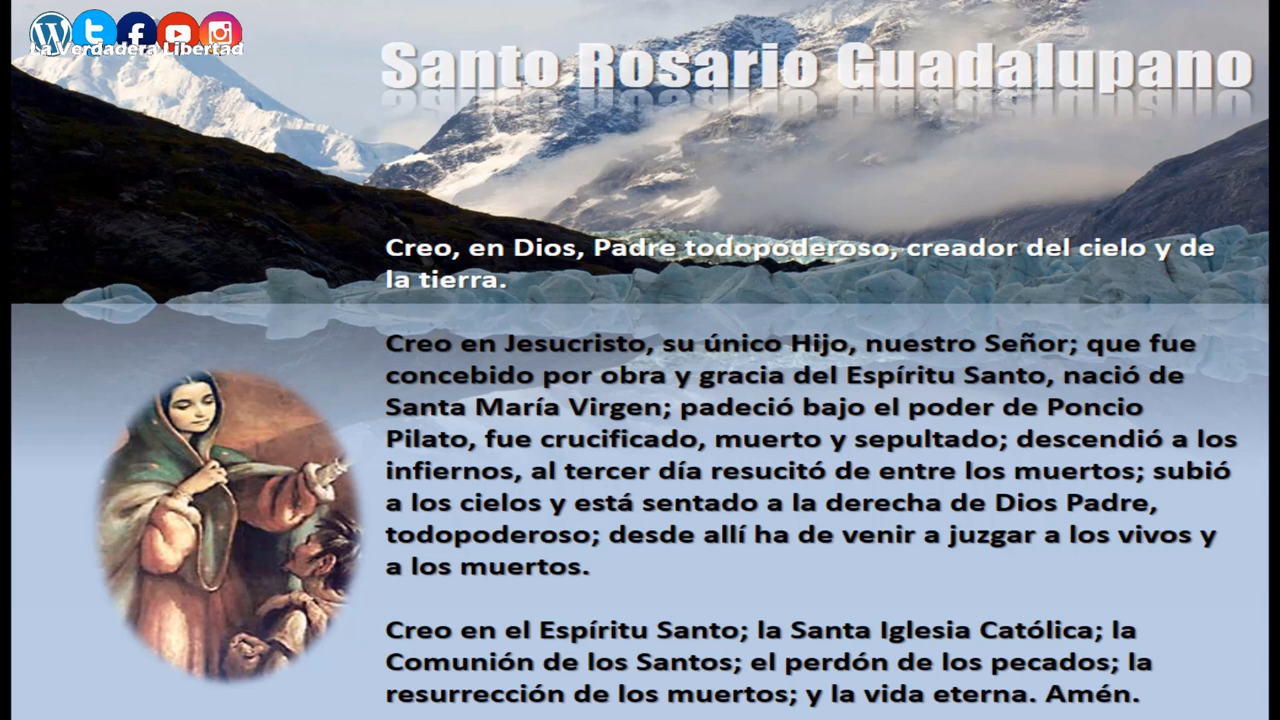 La Verdadera Libertad
Santo Rosario Guadalupano
Creo, en Dios, Padre todopoderoso, creador del cielo y de
la tierra.
Creo en Jesucristo, su único Hijo, nuestro Señor; que fue
concebido por obra y gracia del Espíritu Santo, nació de
Santa María Virgen; padeció bajo el poder de Poncio
Pilato, fue crucificado, muerto y sepultado; descendió a los
infiernos, al tercer día resucitó de entre los muertos; subió
a los cielos y está sentado a la derecha de Dios Padre,
todopoderoso; desde allí ha de venir a juzgar a los vivos y
a los muertos.
Creo en el Espíritu Santo; la Santa Iglesia Católica; la
Comunión de los Santos; el perdón de los pecados; la
resurrección de los muertos; y la vida eterna. Amén.